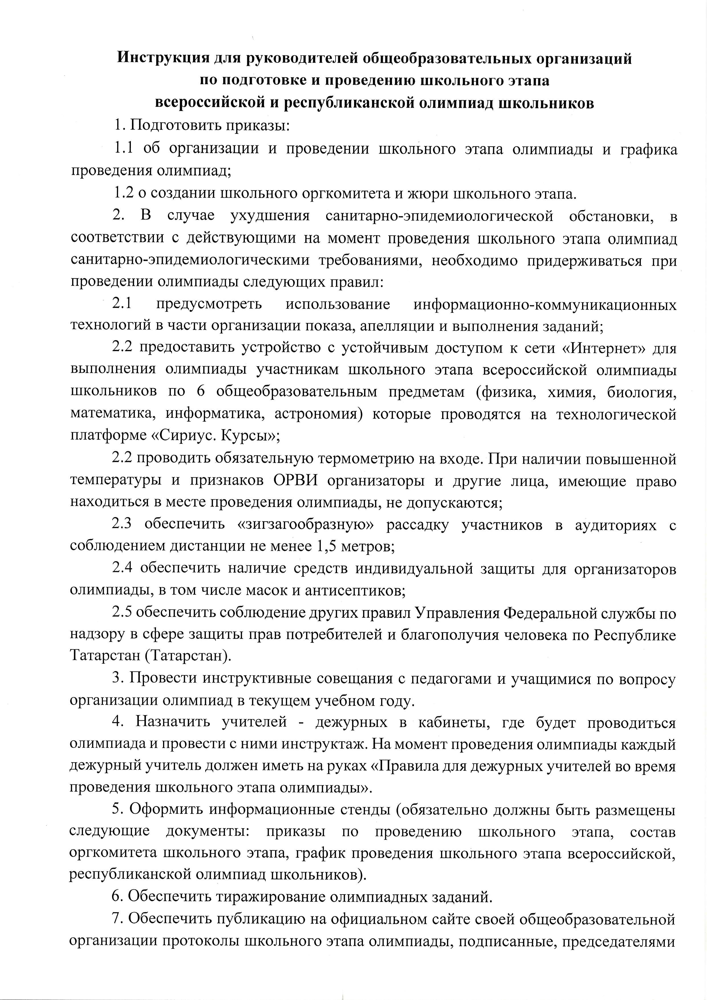 Инструкция для руководителей общеобразовательных организаций
по подготовке и проведению школьного этапа
всероссийской и республиканской олимпиад школьников
1. Подготовить приказы:
1.1 об организации и проведении школьного этапа олимпиады и графика
проведения олимпиад;
1.2 о создании школьного оргкомитета и жюри школьного этапа.
2. В случае ухудшения санитарно-эпидемиологической обстановки, в
соответствии с действующими на момент проведения школьного этапа олимпиад
санитарно-эпидемиологическими требованиями, необходимо придерживаться при
проведении олимпиады следующих правил:
2.1 предусмотреть использование информационно-коммуникационных
технологий в части организации показа, апелляции и выполнения заданий;
2.2 предоставить устройство с устойчивым доступом к сети «Интернет» для
выполнения олимпиады участникам школьного этапа всероссийской олимпиады
школьников по 6 общеобразовательным предметам (физика, химия, биология,
математика, информатика, астрономия) которые проводятся на технологической
платформе «Сириус. Курсы»;
2.2 проводить обязательную термометрию на входе. При наличии повышенной
температуры и признаков ОРВИ организаторы и другие лица, имеющие право
находиться в месте проведения олимпиады, не допускаются;
2.3 обеспечить «зигзагообразную» рассадку участников в аудиториях с
соблюдением дистанции не менее 1,5 метров;
2.4 обеспечить наличие средств индивидуальной защиты для организаторов
олимпиады, в том числе масок и антисептиков;
2.5 обеспечить соблюдение других правил Управления Федеральной службы по
надзору в сфере защиты прав потребителей и благополучия человека по Республике
Татарстан (Татарстан).
3. Провести инструктивные совещания с педагогами и учащимися по вопросу
организации олимпиад в текущем учебном году.
4. Назначить учителей - дежурных в кабинеты, где будет проводиться
олимпиада и провести с ними инструктаж. На момент проведения олимпиады каждый
дежурный учитель должен иметь на руках «Правила для дежурных учителей во время
проведения школьного этапа олимпиады».
5. Оформить информационные стенды (обязательно должны быть размещены
следующие документы: приказы по проведению школьного этапа, состав
оргкомитета школьного этапа, график проведения школьного этапа всероссийской,
республиканской олимпиад школьников).
6. Обеспечить тиражирование олимпиадных заданий.
7. Обеспечить публикацию на официальном сайте своей общеобразовательной
организации протоколы школьного этапа олимпиады, подписанные, председателями